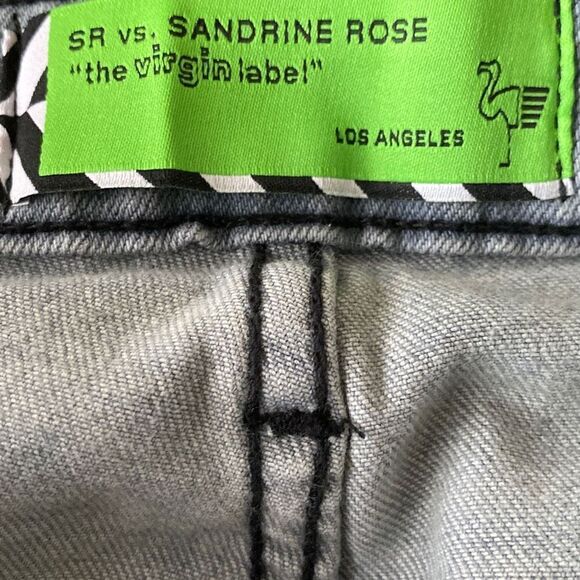 SR VS. SANDRINE ROSE
"the virgin label"
LOS ANGELES